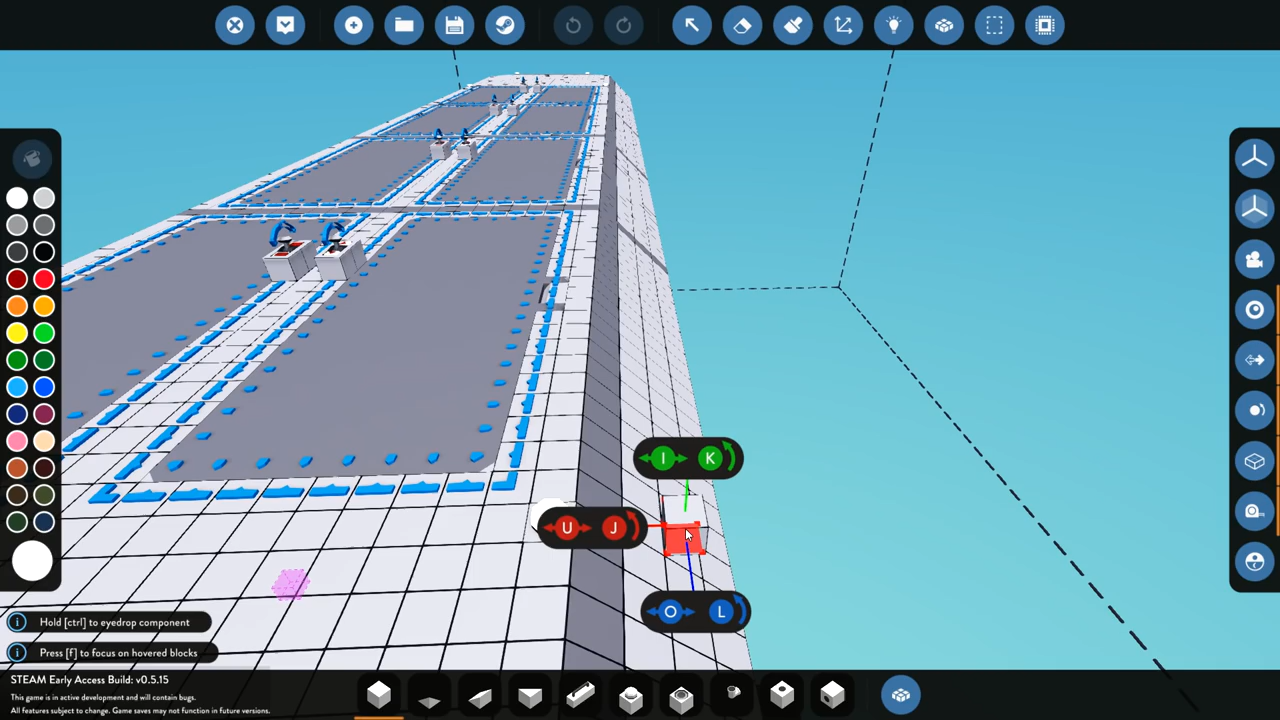 I K
U J
O L
Hold [ctrl] to eyedrop component
Press [f] to focus on hovered blocks
STEAM Early Access Build: v0.5.15
This game is in active development and will contain bugs.
All features subject to change. Game saves may not function in future versions.